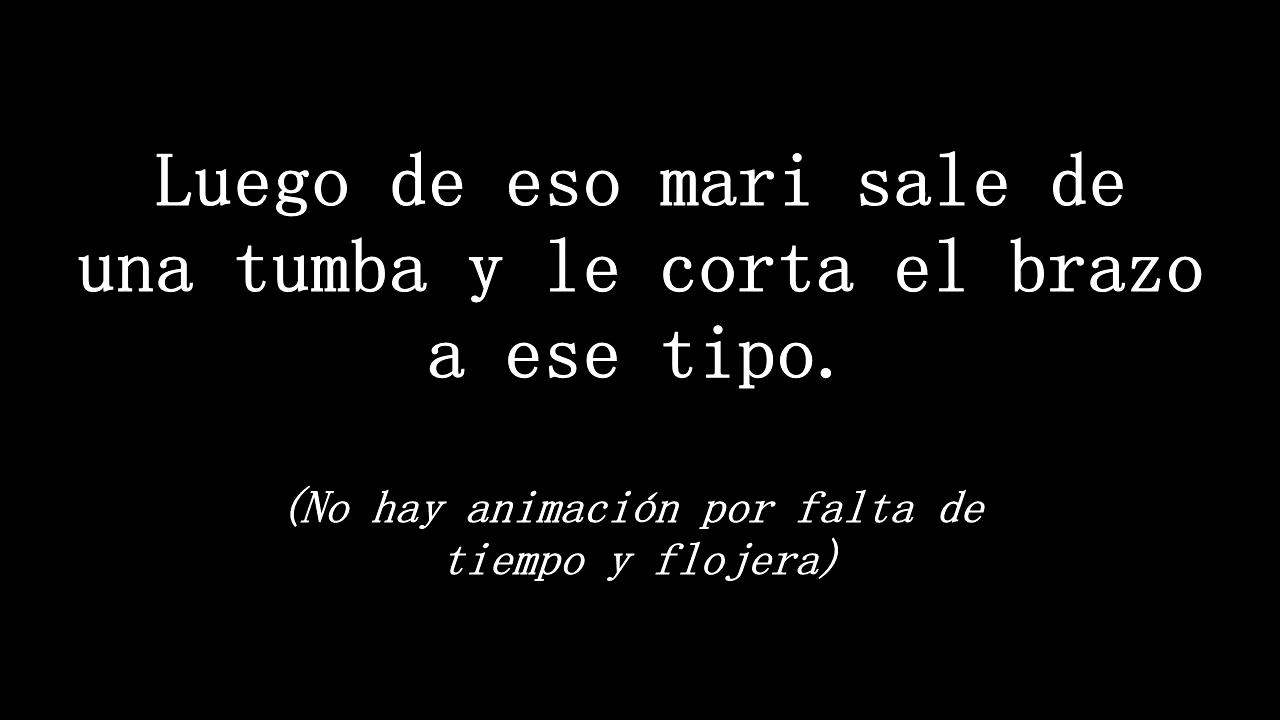 Luego de eso mari sale de
una tumba y le corta el brazo
a ese tipo.
(No hay animación por falta de
tiempo y flojera)